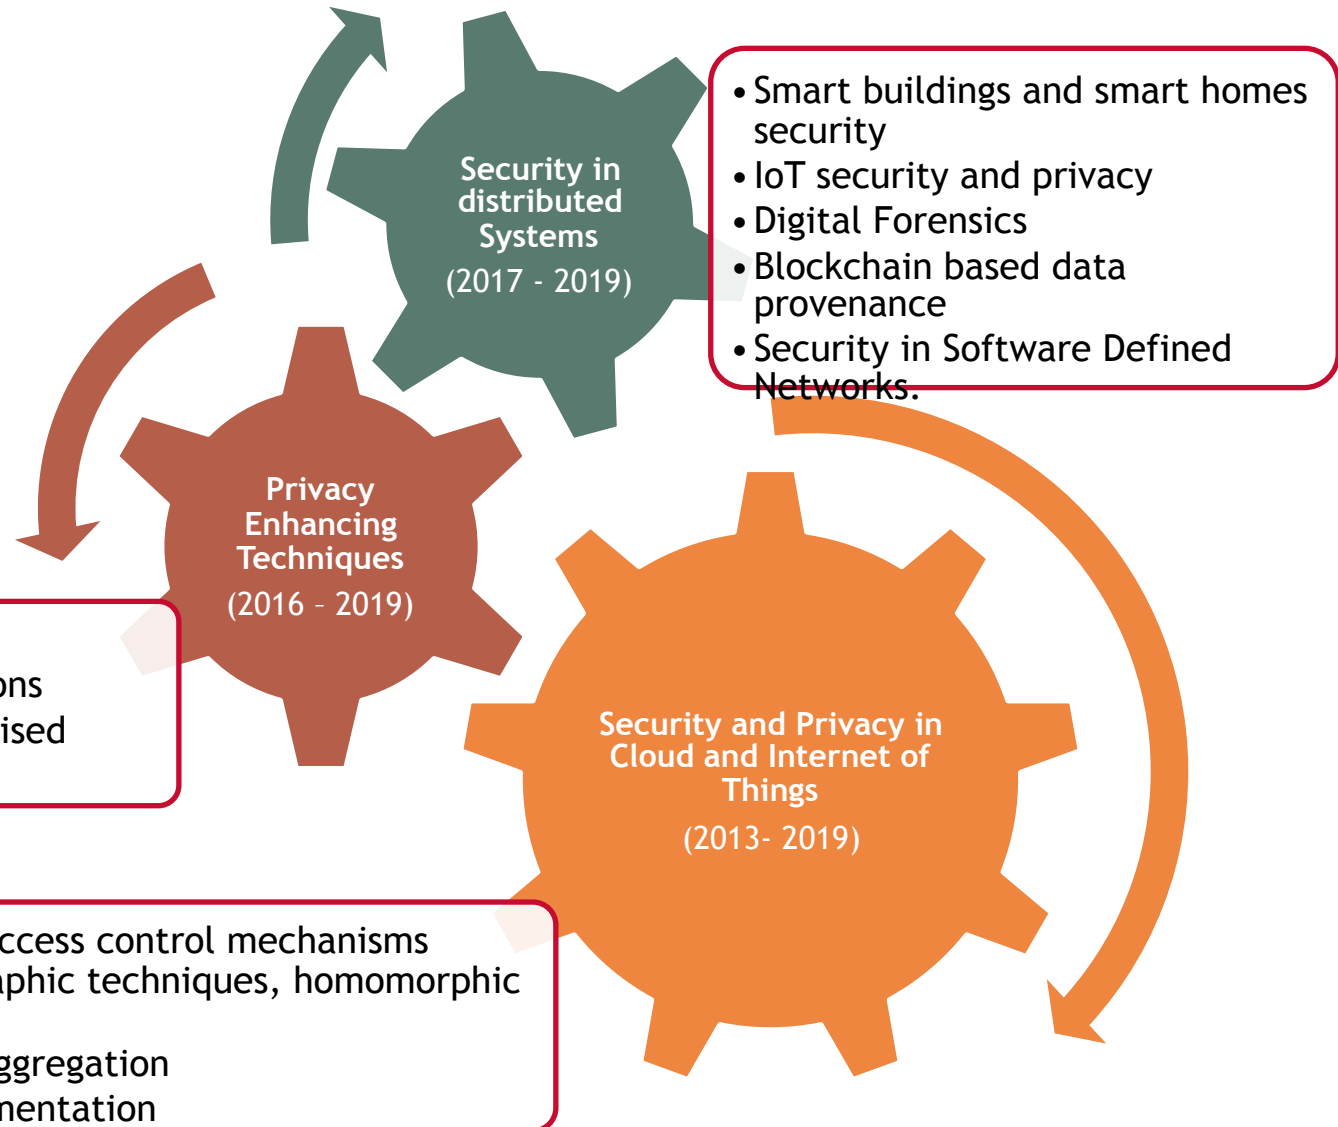 Security in
distributed
Systems
(2017 - 2019)
• Smart buildings and smart homes
security
• IoT security and privacy
• Digital Forensics
• Blockchain based data
provenance
• Security in Software Defined
Networks.
Privacy
Enhancing
Techniques
(2016 – 2019)
ons
ised
Security and Privacy in
Cloud and Internet of
Things
(2013- 2019)
ccess control mechanisms
aphic techniques, homomorphic
ggregation
mentation